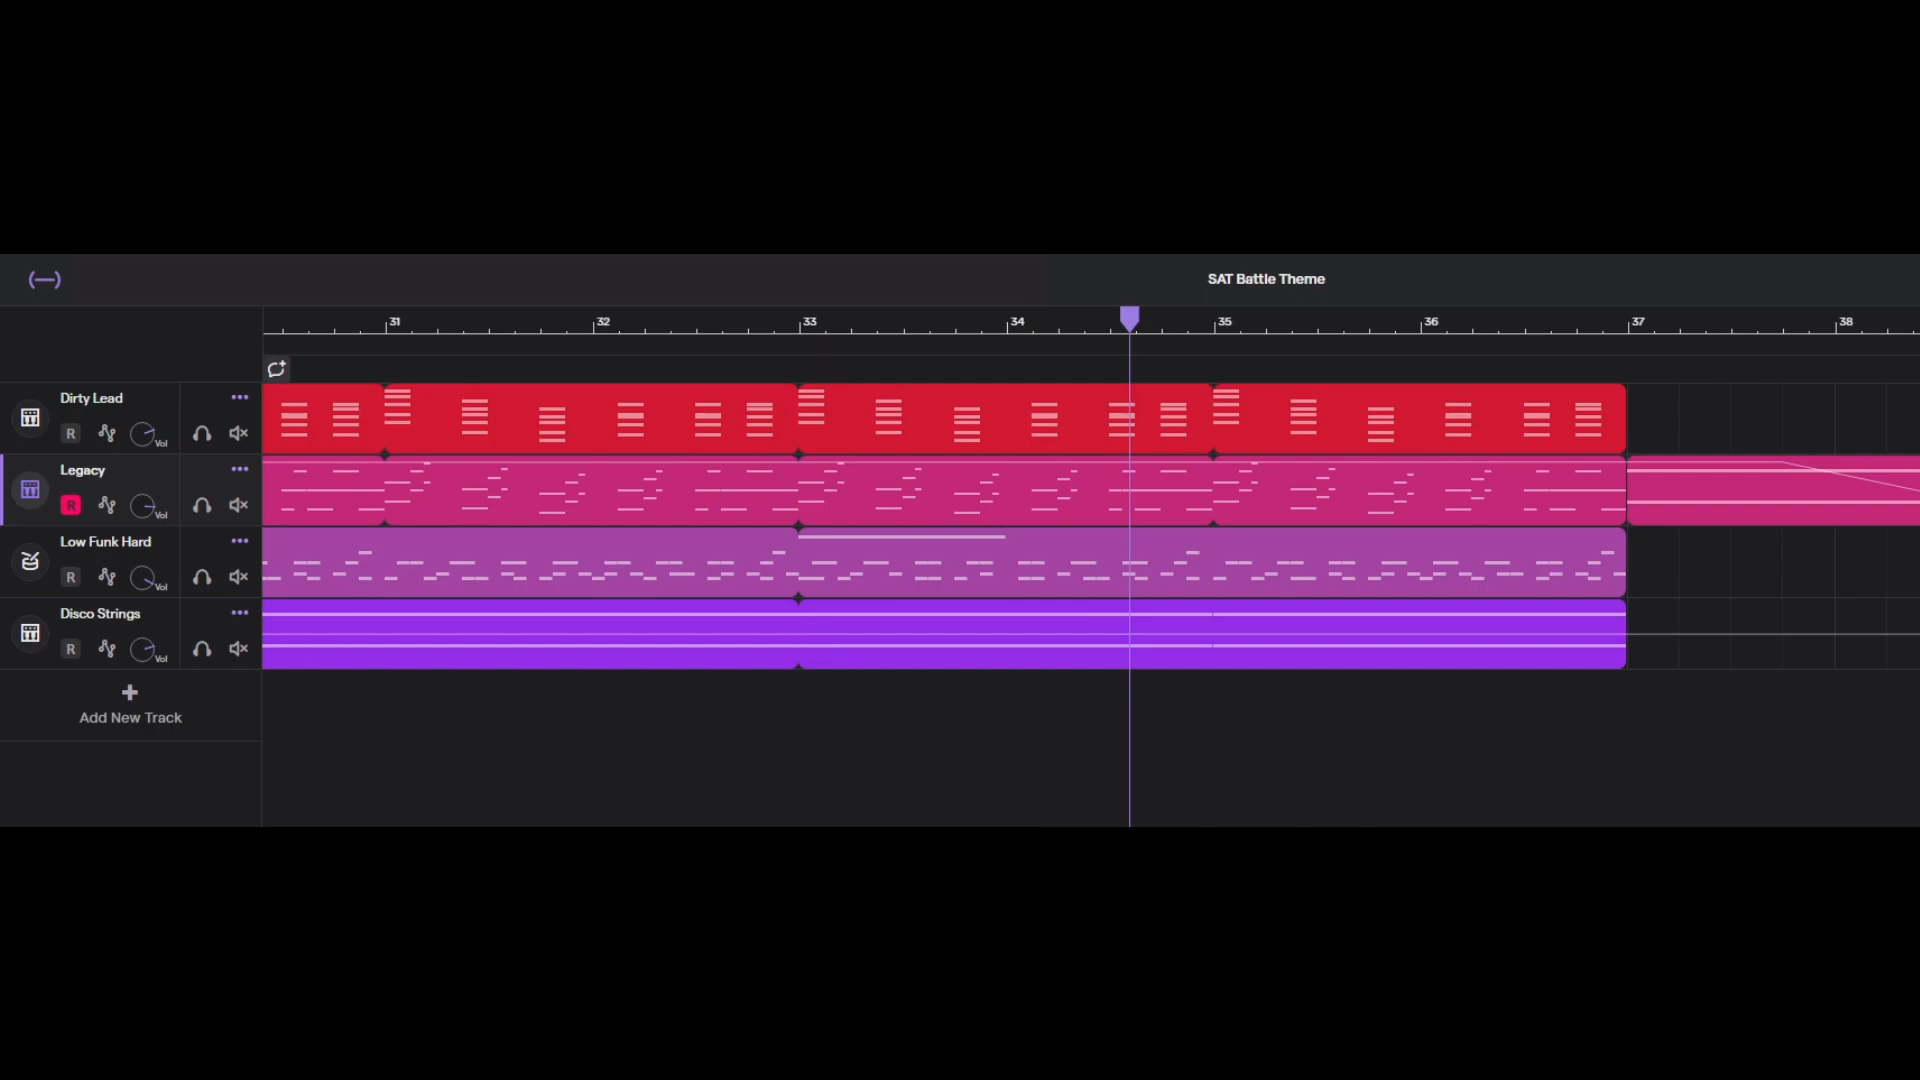 SAT Battle Theme
31 32 33 34 35 36 37 38
Dirty Lead
R Vol
Legacy
R Vol
Low Funk Hard
R Vol
Disco Strings
R Vol
Add New Track